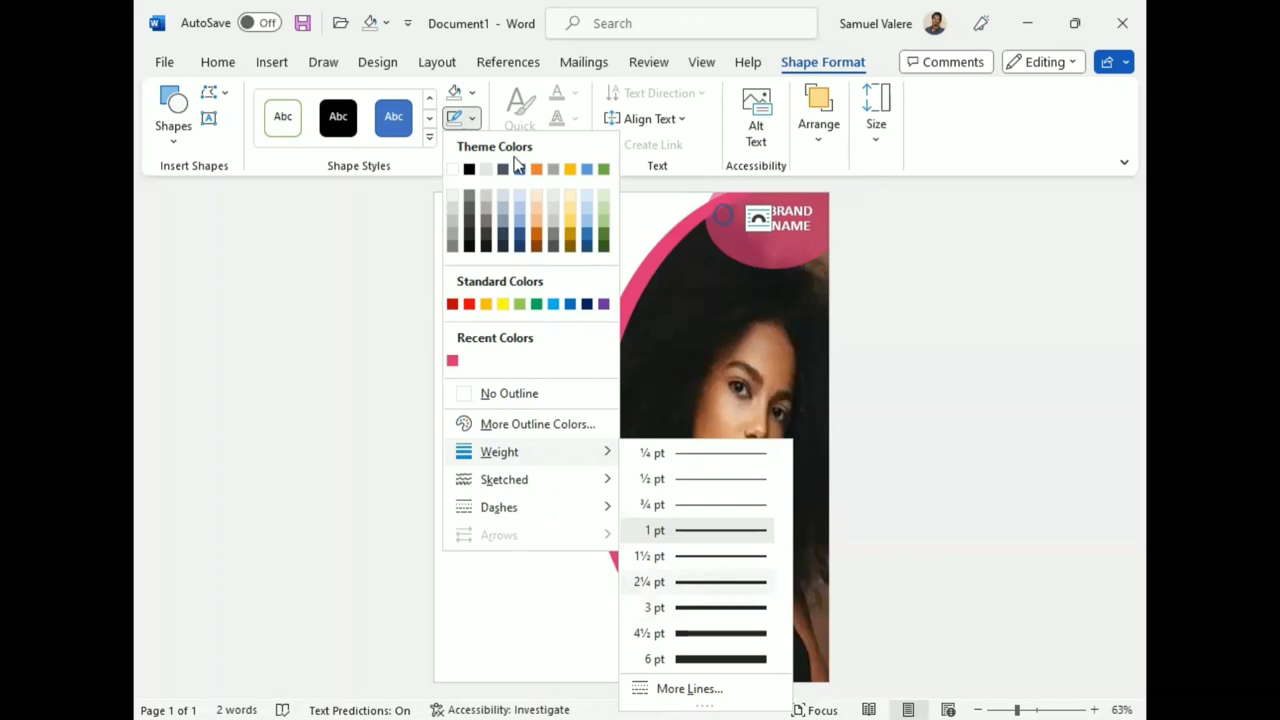 AutoSave Off Document1 - Word Search Samuel Valere
File Home Insert Draw Design Layout References Mailings Review View Help Shape Format Comments Editing
Shapes
Insert Shapes
Abc Abc Abc
Shape Styles
Quick
Text Direction
Align Text
Create Link
Text
Alt
Text
Accessibility
Arrange
Size
Theme Colors
Standard Colors
Recent Colors
No Outline
More Outline Colors...
Weight
Sketched
Dashes
Arrows
¼ pt
½ pt
¾ pt
1 pt
1½ pt
2¼ pt
3 pt
4½ pt
6 pt
More Lines...
BRAND
NAME
Page 1 of 1 2 words Text Predictions: On Accessibility: Investigate Focus 63%